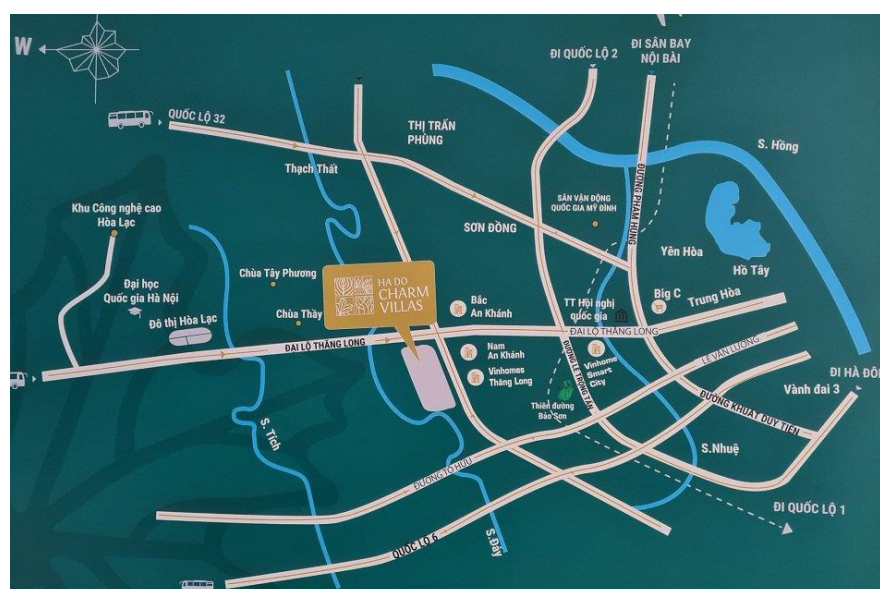 W
ĐI QUỐC LỘ 2
ĐI SÂN BAY
NỘI BÀI
QUỐC LỘ 32
THỊ TRẤN
PHÙNG
S. Hồng
Thạch Thất
SÂN VẬN ĐỘNG
QUỐC GIA MỸ ĐÌNH
ĐƯỜNG PHẠM HÙNG
Khu Công nghệ cao
Hòa Lạc
SƠN ĐỒNG
Yên Hòa
Hồ Tây
Chùa Tây Phương
HA DO
CHARM
VILLAS
Đại học
Quốc gia Hà Nội
Bắc
An Khánh
TT Hội nghị
quốc gia
Big C
Trung Hòa
Chùa Thầy
Đô thị Hòa Lạc
ĐẠI LỘ THĂNG LONG
ĐẠI LỘ THĂNG LONG
LÊ VĂN LƯƠNG
Nam
An Khánh
Vinhomes
Thăng Long
ĐƯỜNG LÊ TRỌNG TẤN
Vinhome
Smart
City
ĐI HÀ ĐÔN
Vành đai 3
Thiên đường
Bảo Sơn
ĐƯỜNG KHUẤT DUY TIẾN
S. Tích
S.Nhuệ
ĐƯỜNG TỐ HỮU
ĐI QUỐC LỘ 1
S.Đáy
QUỐC LỘ 6